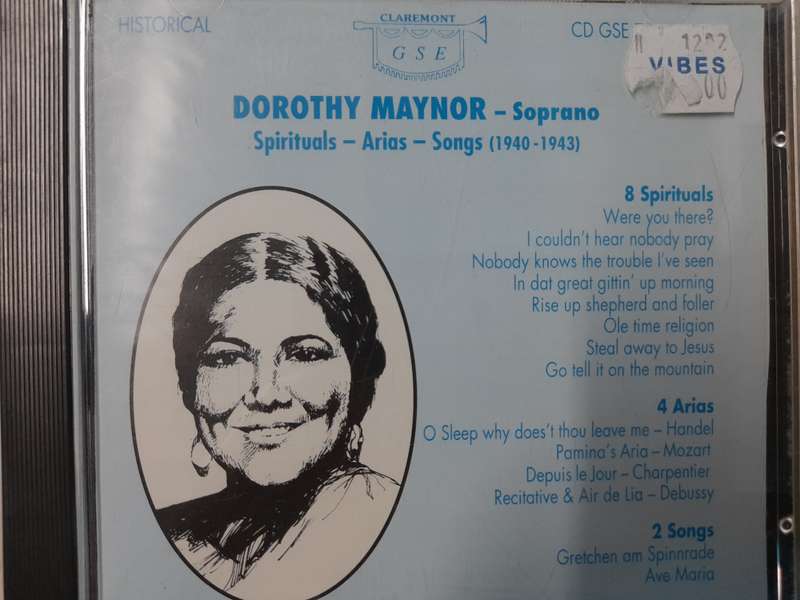 HISTORICAL
CLAREMONT
GSE
CD GSE
1202
VIBES
DOROTHY MAYNOR – Soprano
Spirituals – Arias – Songs (1940-1943)
8 Spirituals
Were you there?
I couldn't hear nobody pray
Nobody knows the trouble I've seen
In dat great gittin' up morning
Rise up shepherd and foller
Ole time religion
Steal away to Jesus
Go tell it on the mountain
4 Arias
O Sleep why does't thou leave me – Handel
Pamina's Aria – Mozart
Depuis le Jour – Charpentier
Recitative & Air de Lia – Debussy
2 Songs
Gretchen am Spinnrade
Ave Maria